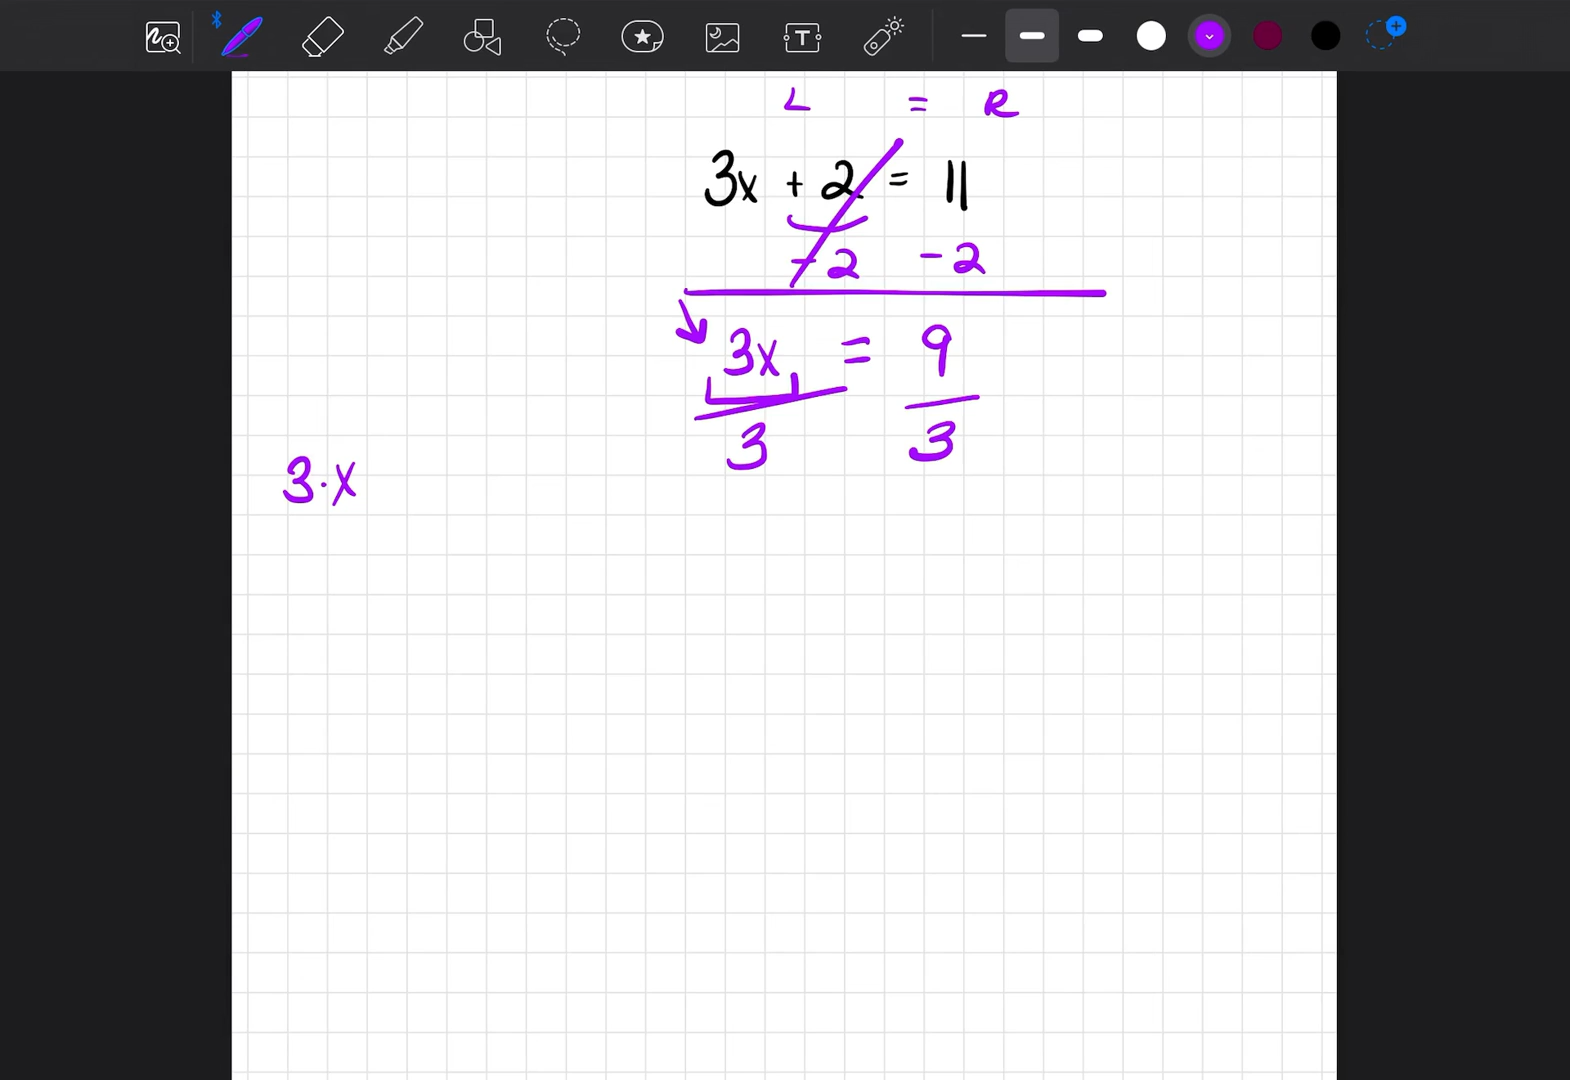 L = R
3x + 2 = 11
-2 -2
3x = 9
3 3
3·x